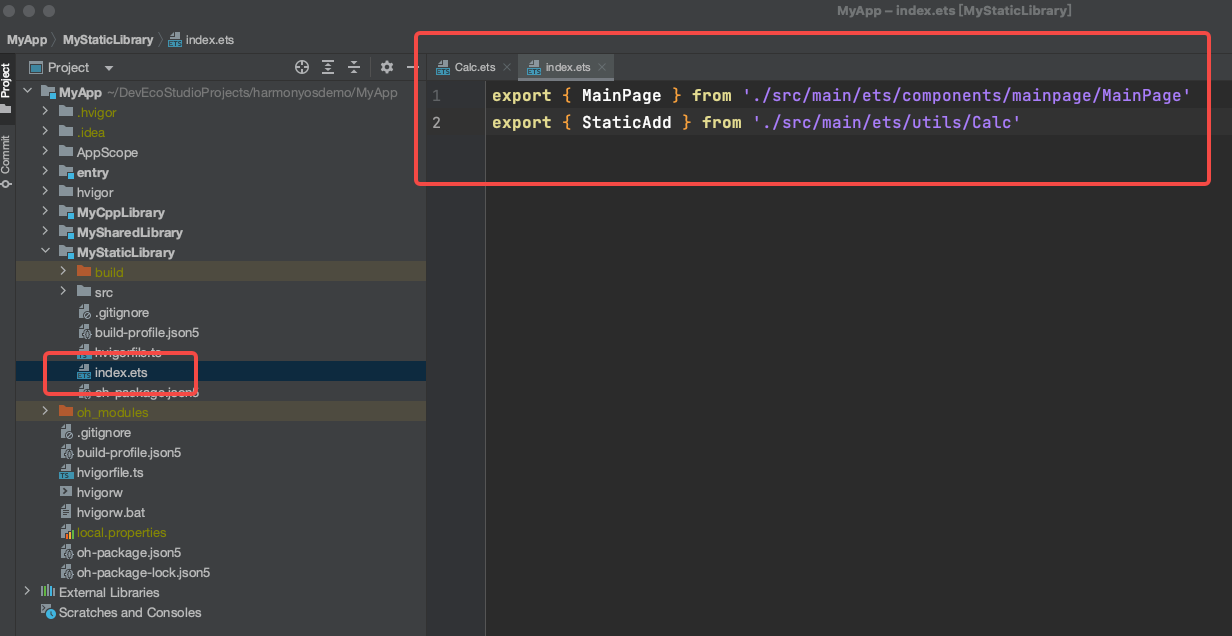 MyApp – index.ets [MyStaticLibrary]
MyApp MyStaticLibrary index.ets
Project
Commit
Project
MyApp ~/DevEcoStudioProjects/harmonyosdemo/MyApp
.hvigor
.idea
AppScope
entry
hvigor
MyCppLibrary
MySharedLibrary
MyStaticLibrary
build
src
.gitignore
build-profile.json5
hvigorfile.ts
index.ets
oh-package.json5
oh_modules
.gitignore
build-profile.json5
hvigorfile.ts
hvigorw
hvigorw.bat
local.properties
oh-package.json5
oh-package-lock.json5
External Libraries
Scratches and Consoles
Calc.ets index.ets
1 export { MainPage } from './src/main/ets/components/mainpage/MainPage'
2 export { StaticAdd } from './src/main/ets/utils/Calc'